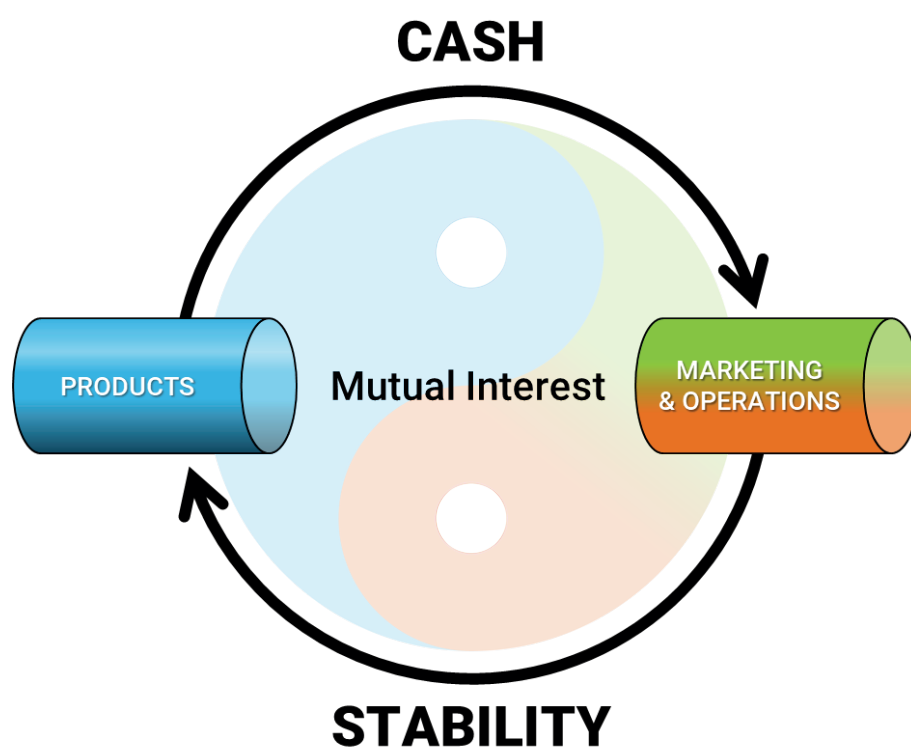 CASH
PRODUCTS
Mutual Interest
MARKETING
& OPERATIONS
STABILITY